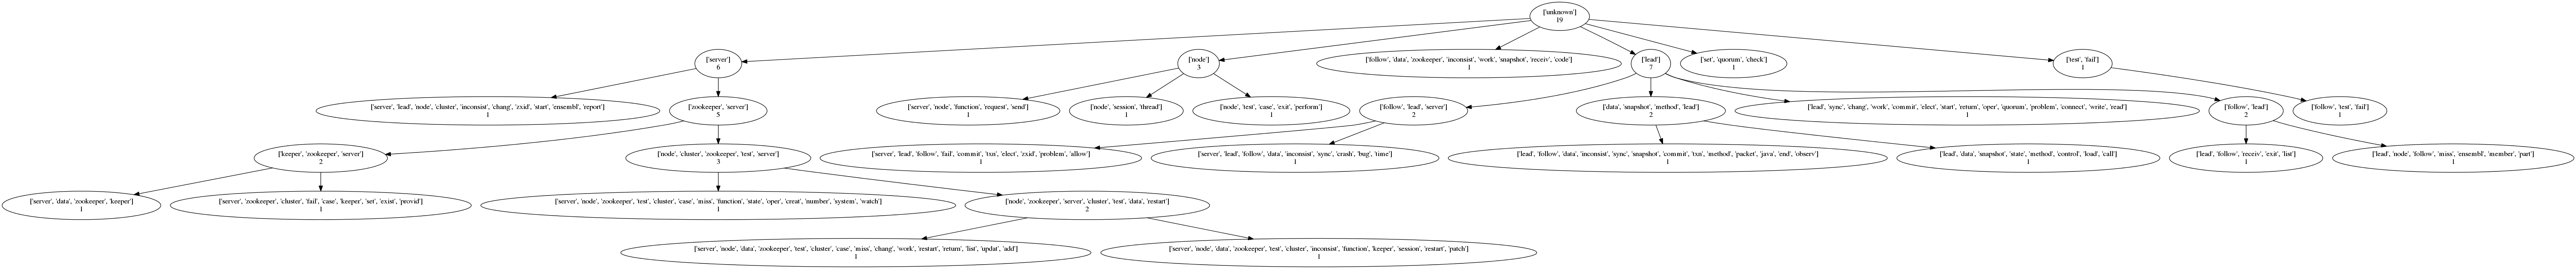 ['unknown']
19
['server']
6
['node']
3
['follow', 'data', 'zookeeper', 'inconsist', 'work', 'snapshot', 'receiv', 'code']
1
['lead']
7
['set', 'quorum', 'check']
1
['test', 'fail']
1
['server', 'lead', 'node', 'cluster', 'inconsist', 'chang', 'zxid', 'start', 'ensembl', 'report']
1
['zookeeper', 'server']
5
['server', 'node', 'function', 'request', 'send']
1
['node', 'session', 'thread']
1
['node', 'test', 'case', 'exit', 'perform']
1
['follow', 'lead', 'server']
2
['data', 'snapshot', 'method', 'lead']
2
['lead', 'sync', 'chang', 'work', 'commit', 'elect', 'start', 'return', 'oper', 'quorum', 'problem', 'connect', 'write', 'read']
1
['follow', 'lead']
2
['follow', 'test', 'fail']
1
['keeper', 'zookeeper', 'server']
2
['node', 'cluster', 'zookeeper', 'test', 'server']
3
['server', 'lead', 'follow', 'fail', 'commit', 'txn', 'elect', 'zxid', 'problem', 'allow']
1
['server', 'lead', 'follow', 'data', 'inconsist', 'sync', 'crash', 'bug', 'time']
1
['lead', 'follow', 'data', 'inconsist', 'sync', 'snapshot', 'commit', 'txn', 'method', 'packet', 'java', 'end', 'observ']
1
['lead', 'data', 'snapshot', 'state', 'method', 'control', 'load', 'call']
1
['lead', 'follow', 'receiv', 'exit', 'list']
1
['lead', 'node', 'follow', 'miss', 'ensembl', 'member', 'part']
1
['server', 'data', 'zookeeper', 'keeper']
1
['server', 'zookeeper', 'cluster', 'fail', 'case', 'keeper', 'set', 'exist', 'provid']
1
['server', 'node', 'zookeeper', 'test', 'cluster', 'case', 'miss', 'function', 'state', 'oper', 'creat', 'number', 'system', 'watch']
1
['node', 'zookeeper', 'server', 'cluster', 'test', 'data', 'restart']
2
['server', 'node', 'data', 'zookeeper', 'test', 'cluster', 'case', 'miss', 'chang', 'work', 'restart', 'return', 'list', 'updat', 'add']
1
['server', 'node', 'data', 'zookeeper', 'test', 'cluster', 'inconsist', 'function', 'keeper', 'session', 'restart', 'patch']
1